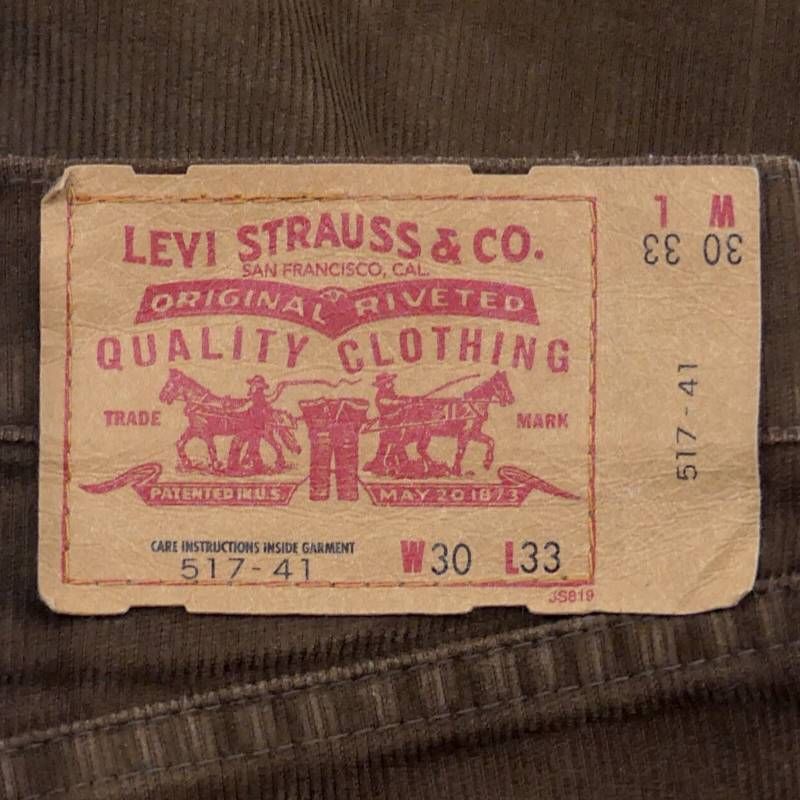 LEVI STRAUSS & CO.
SAN FRANCISCO, CAL.
ORIGINAL RIVETED
QUALITY CLOTHING
TRADE MARK
PATENTED IN U.S. MAY 20 1873
CARE INSTRUCTIONS INSIDE GARMENT
517-41
W30 L33
JS819
W L
30 33
517-41